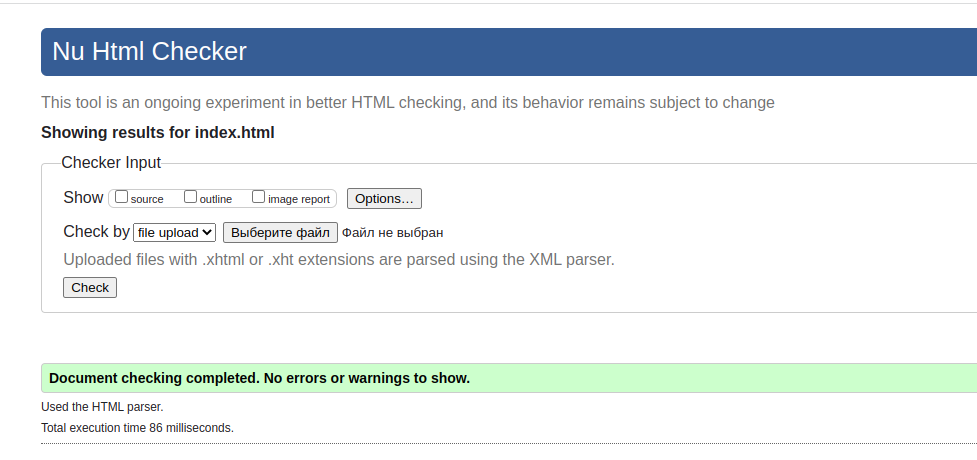 Nu Html Checker
This tool is an ongoing experiment in better HTML checking, and its behavior remains subject to change
Showing results for index.html
Checker Input
Show source outline image report Options...
Check by file upload Выберите файл Файл не выбран
Uploaded files with .xhtml or .xht extensions are parsed using the XML parser.
Check
Document checking completed. No errors or warnings to show.
Used the HTML parser.
Total execution time 86 milliseconds.